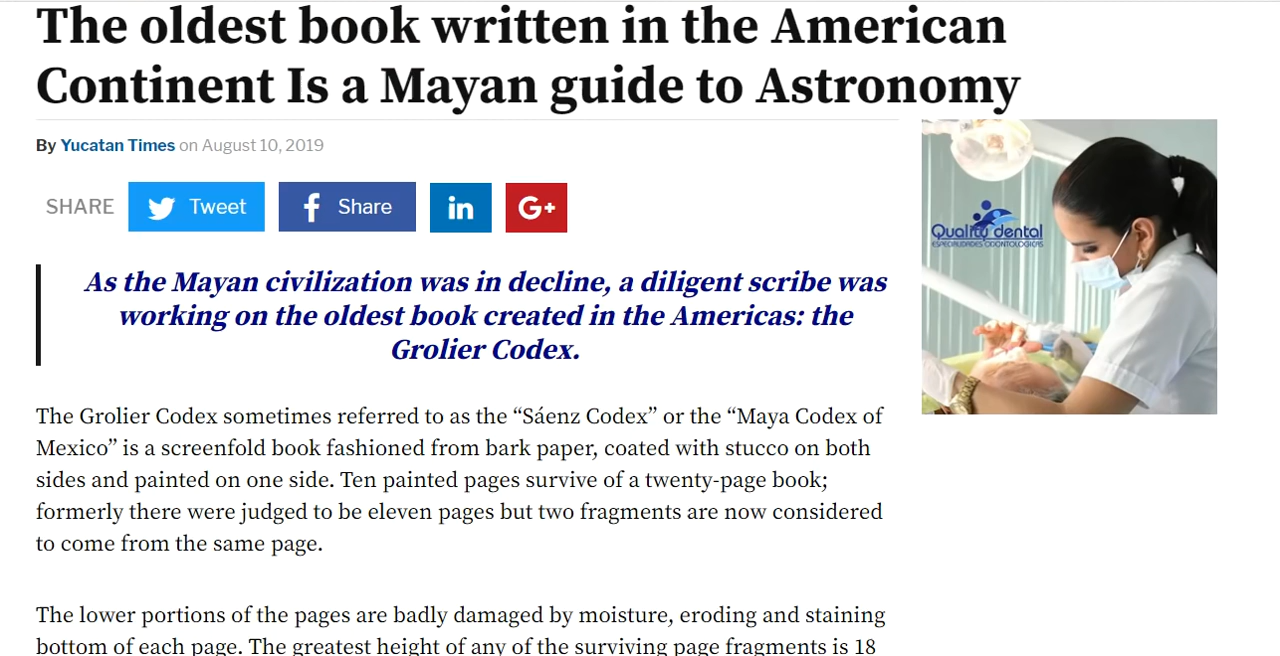 The oldest book written in the American
Continent Is a Mayan guide to Astronomy
By Yucatan Times on August 10, 2019
SHARE
Tweet
Share
in
G+
Quality dental
ESPECIALIDADES ODONTOLOGICAS
As the Mayan civilization was in decline, a diligent scribe was
working on the oldest book created in the Americas: the
Grolier Codex.
The Grolier Codex sometimes referred to as the “Sáenz Codex” or the “Maya Codex of
Mexico” is a screenfold book fashioned from bark paper, coated with stucco on both
sides and painted on one side. Ten painted pages survive of a twenty-page book;
formerly there were judged to be eleven pages but two fragments are now considered
to come from the same page.
The lower portions of the pages are badly damaged by moisture, eroding and staining
bottom of each page. The greatest height of any of the surviving page fragments is 18